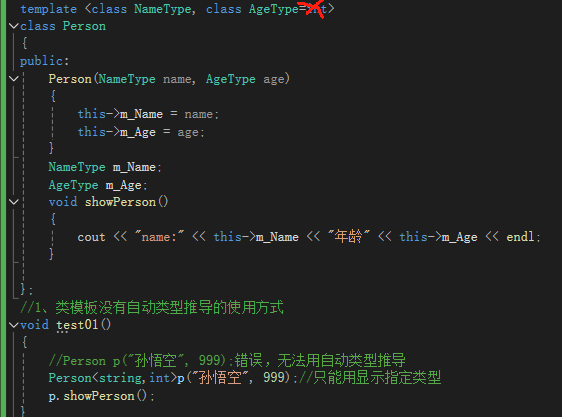 template <class NameType, class AgeType=int>
class Person
{
public:
Person(NameType name, AgeType age)
{
this->m_Name = name;
this->m_Age = age;
}
NameType m_Name;
AgeType m_Age;
void showPerson()
{
cout << "name:" << this->m_Name << "年龄" << this->m_Age << endl;
}
};
//1、类模板没有自动类型推导的使用方式
void test01()
{
//Person p("孙悟空", 999);错误，无法用自动类型推导
Person<string,int>p("孙悟空", 999);//只能用显示指定类型
p.showPerson();
}